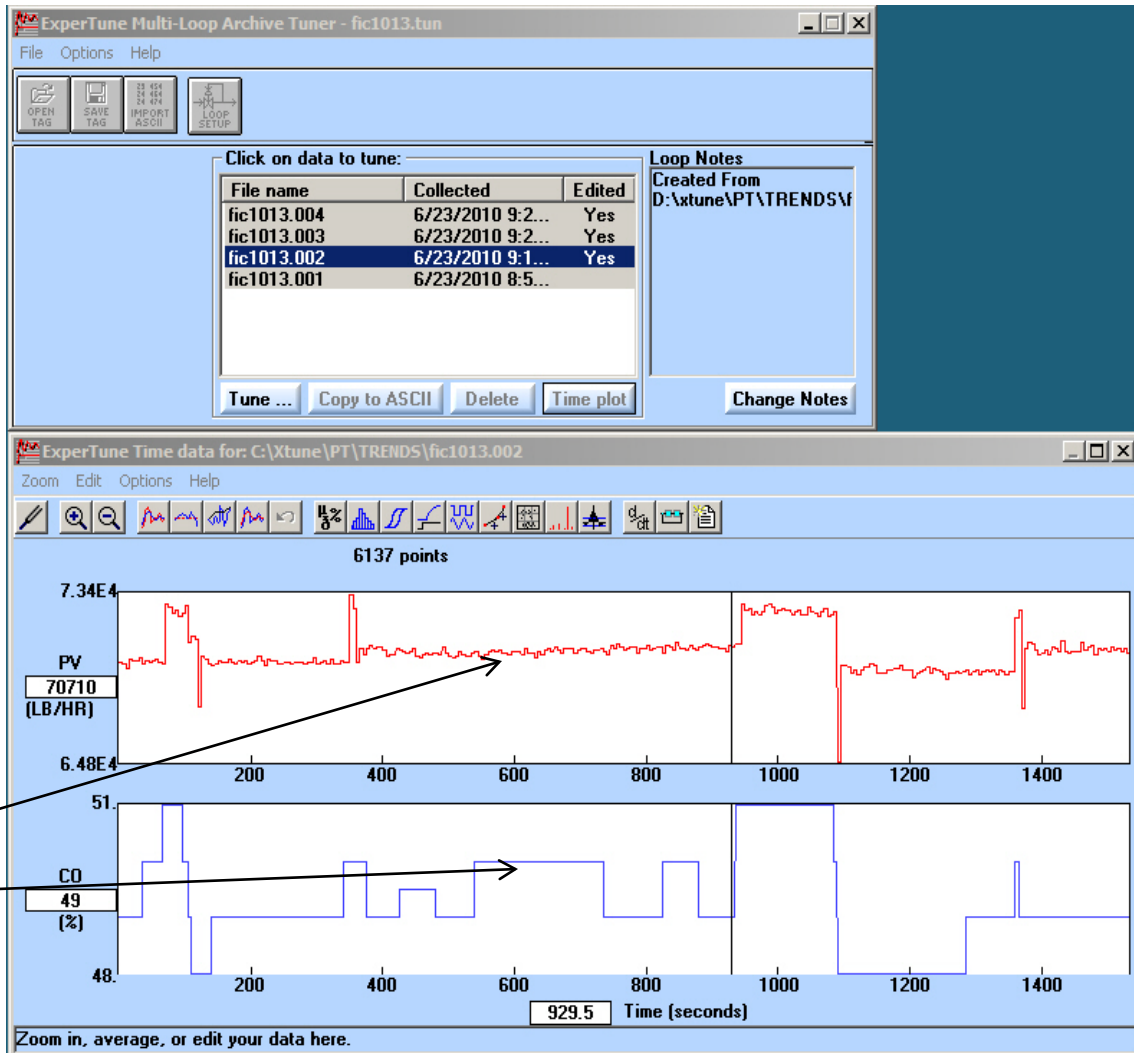 ExperTune Multi-Loop Archive Tuner - fic1013.tun
File Options Help
OPEN TAG
SAVE TAG
IMPORT ASCII
LOOP SETUP
Click on data to tune:
File name Collected Edited
fic1013.004 6/23/2010 9:2... Yes
fic1013.003 6/23/2010 9:2... Yes
fic1013.002 6/23/2010 9:1... Yes
fic1013.001 6/23/2010 8:5...
Tune ... Copy to ASCII Delete Time plot
Loop Notes
Created From
D:\xtune\PT\TRENDS\f
Change Notes
ExperTune Time data for: C:\Xtune\PT\TRENDS\fic1013.002
Zoom Edit Options Help
6137 points
7.34E4
PV
70710
(LB/HR)
6.48E4
200 400 600 800 1000 1200 1400
51.
CO
49
(%)
48.
200 400 600 800 1000 1200 1400
929.5 Time (seconds)
Zoom in, average, or edit your data here.